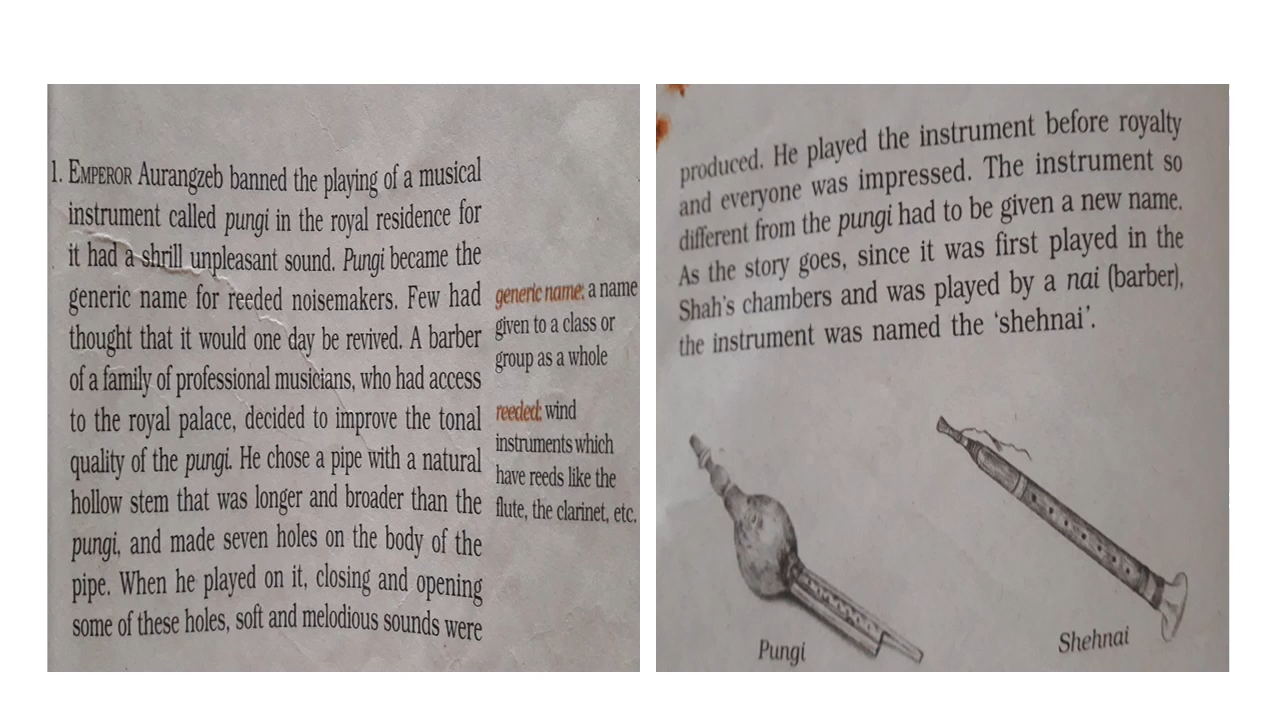 1. EMPEROR Aurangzeb banned the playing of a musical
instrument called pungi in the royal residence for
it had a shrill unpleasant sound. Pungi became the
generic name for reeded noisemakers. Few had
thought that it would one day be revived. A barber
of a family of professional musicians, who had access
to the royal palace, decided to improve the tonal
quality of the pungi. He chose a pipe with a natural
hollow stem that was longer and broader than the
pungi, and made seven holes on the body of the
pipe. When he played on it, closing and opening
some of these holes, soft and melodious sounds were
generic name: a name
given to a class or
group as a whole
reeded: wind
instruments which
have reeds like the
flute, the clarinet, etc.
produced. He played the instrument before royalty
and everyone was impressed. The instrument so
different from the pungi had to be given a new name.
As the story goes, since it was first played in the
Shah's chambers and was played by a nai (barber),
the instrument was named the 'shehnai'.
Pungi
Shehnai